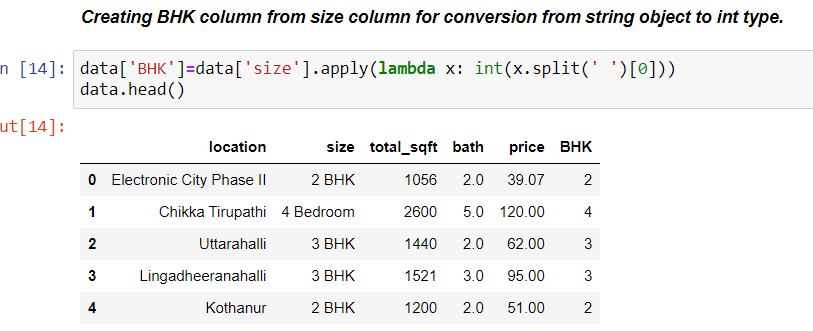 Creating BHK column from size column for conversion from string object to int type.
n [14]: data['BHK']=data['size'].apply(lambda x: int(x.split(' ')[0]))
data.head()
ut[14]:
location size total_sqft bath price BHK
0 Electronic City Phase II 2 BHK 1056 2.0 39.07 2
1 Chikka Tirupathi 4 Bedroom 2600 5.0 120.00 4
2 Uttarahalli 3 BHK 1440 2.0 62.00 3
3 Lingadheeranahalli 3 BHK 1521 3.0 95.00 3
4 Kothanur 2 BHK 1200 2.0 51.00 2